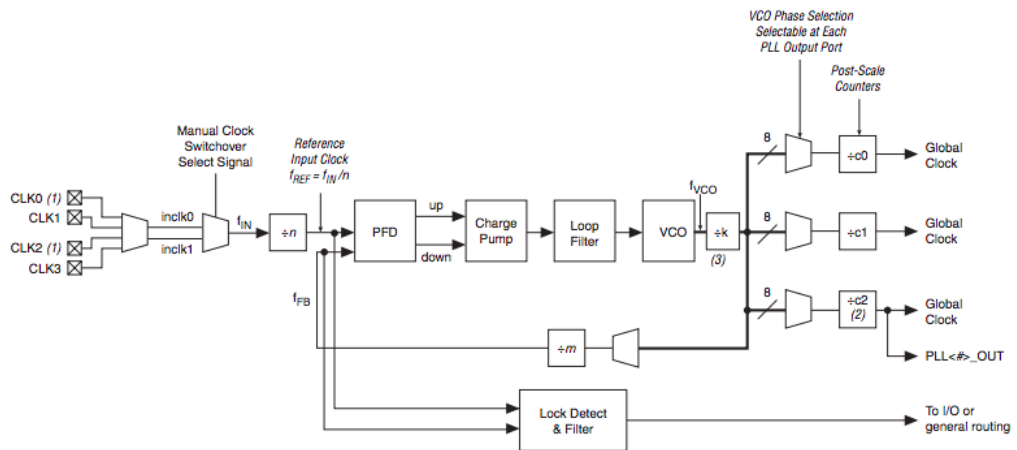 VCO Phase Selection
Selectable at Each
PLL Output Port
Post-Scale
Counters
Manual Clock
Switchover
Select Signal
Reference
Input Clock
fREF = fIN/n
CLK0 (1)
CLK1
CLK2 (1)
CLK3
inclk0
inclk1
fIN
÷n
PFD
up
down
Charge
Pump
Loop
Filter
VCO
fVCO
÷k
(3)
8
÷c0
Global
Clock
8
÷c1
Global
Clock
8
÷c2
(2)
Global
Clock
PLL<#>_OUT
fFB
÷m
Lock Detect
& Filter
To I/O or
general routing